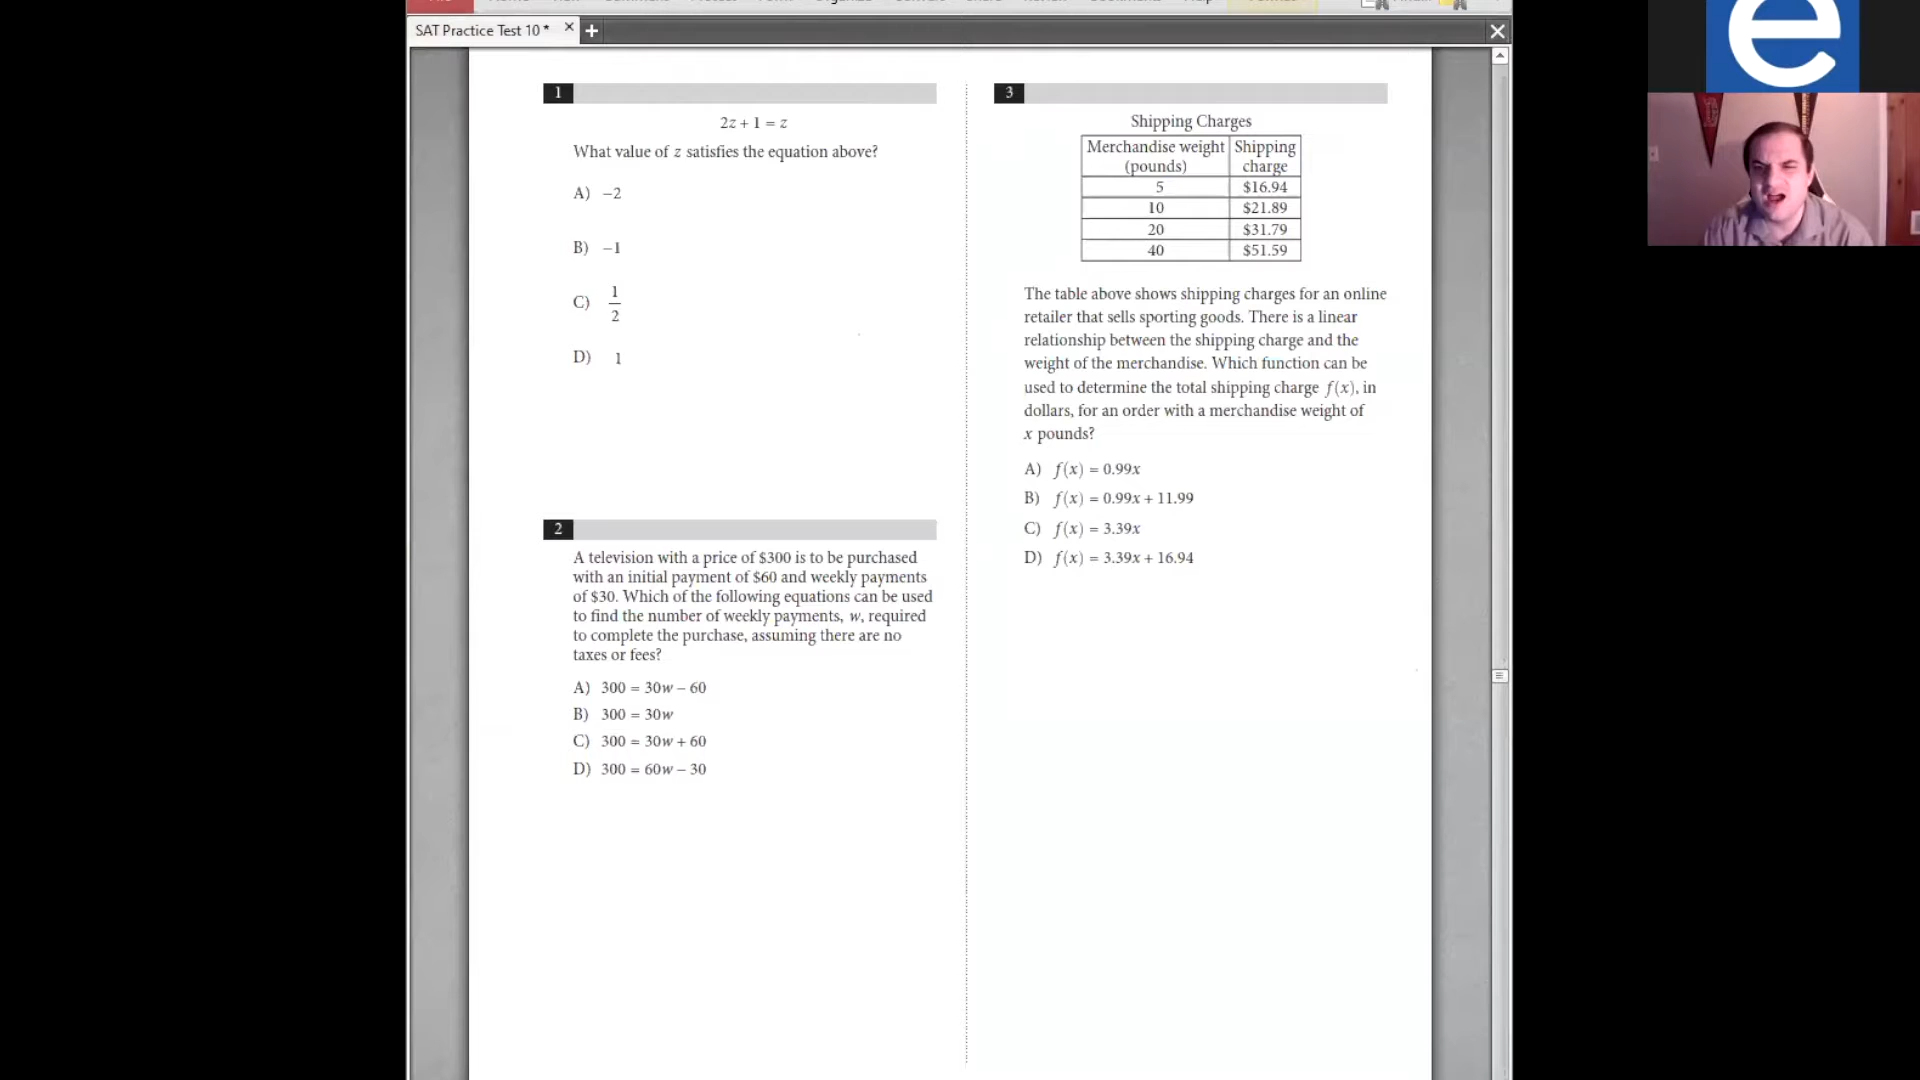 SAT Practice Test 10 *
1
2z + 1 = z
What value of z satisfies the equation above?
A) −2
B) −1
C) 1/2
D) 1
2
A television with a price of $300 is to be purchased
with an initial payment of $60 and weekly payments
of $30. Which of the following equations can be used
to find the number of weekly payments, w, required
to complete the purchase, assuming there are no
taxes or fees?
A) 300 = 30w − 60
B) 300 = 30w
C) 300 = 30w + 60
D) 300 = 60w − 30
3
Shipping Charges
Merchandise weight (pounds) Shipping charge
5 $16.94
10 $21.89
20 $31.79
40 $51.59
The table above shows shipping charges for an online
retailer that sells sporting goods. There is a linear
relationship between the shipping charge and the
weight of the merchandise. Which function can be
used to determine the total shipping charge f(x), in
dollars, for an order with a merchandise weight of
x pounds?
A) f(x) = 0.99x
B) f(x) = 0.99x + 11.99
C) f(x) = 3.39x
D) f(x) = 3.39x + 16.94
e